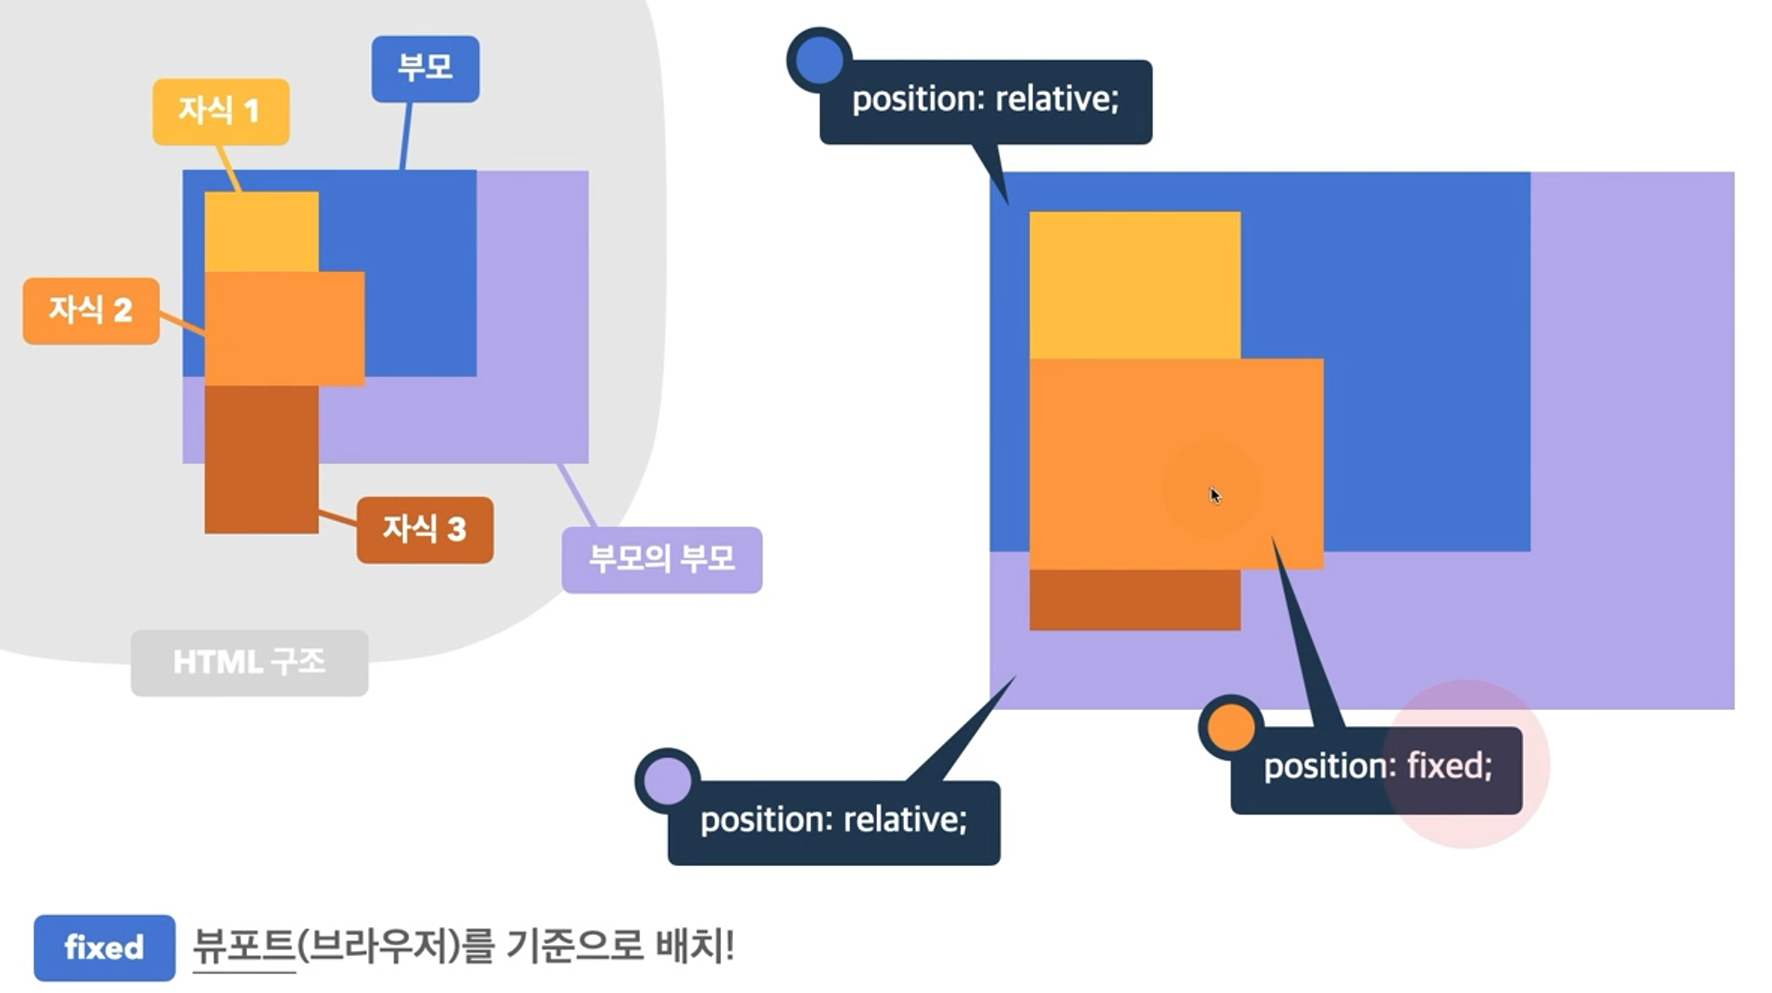 부모
자식 1
자식 2
자식 3
부모의 부모
HTML 구조
position: relative;
position: fixed;
position: relative;
fixed 뷰포트(브라우저)를 기준으로 배치!